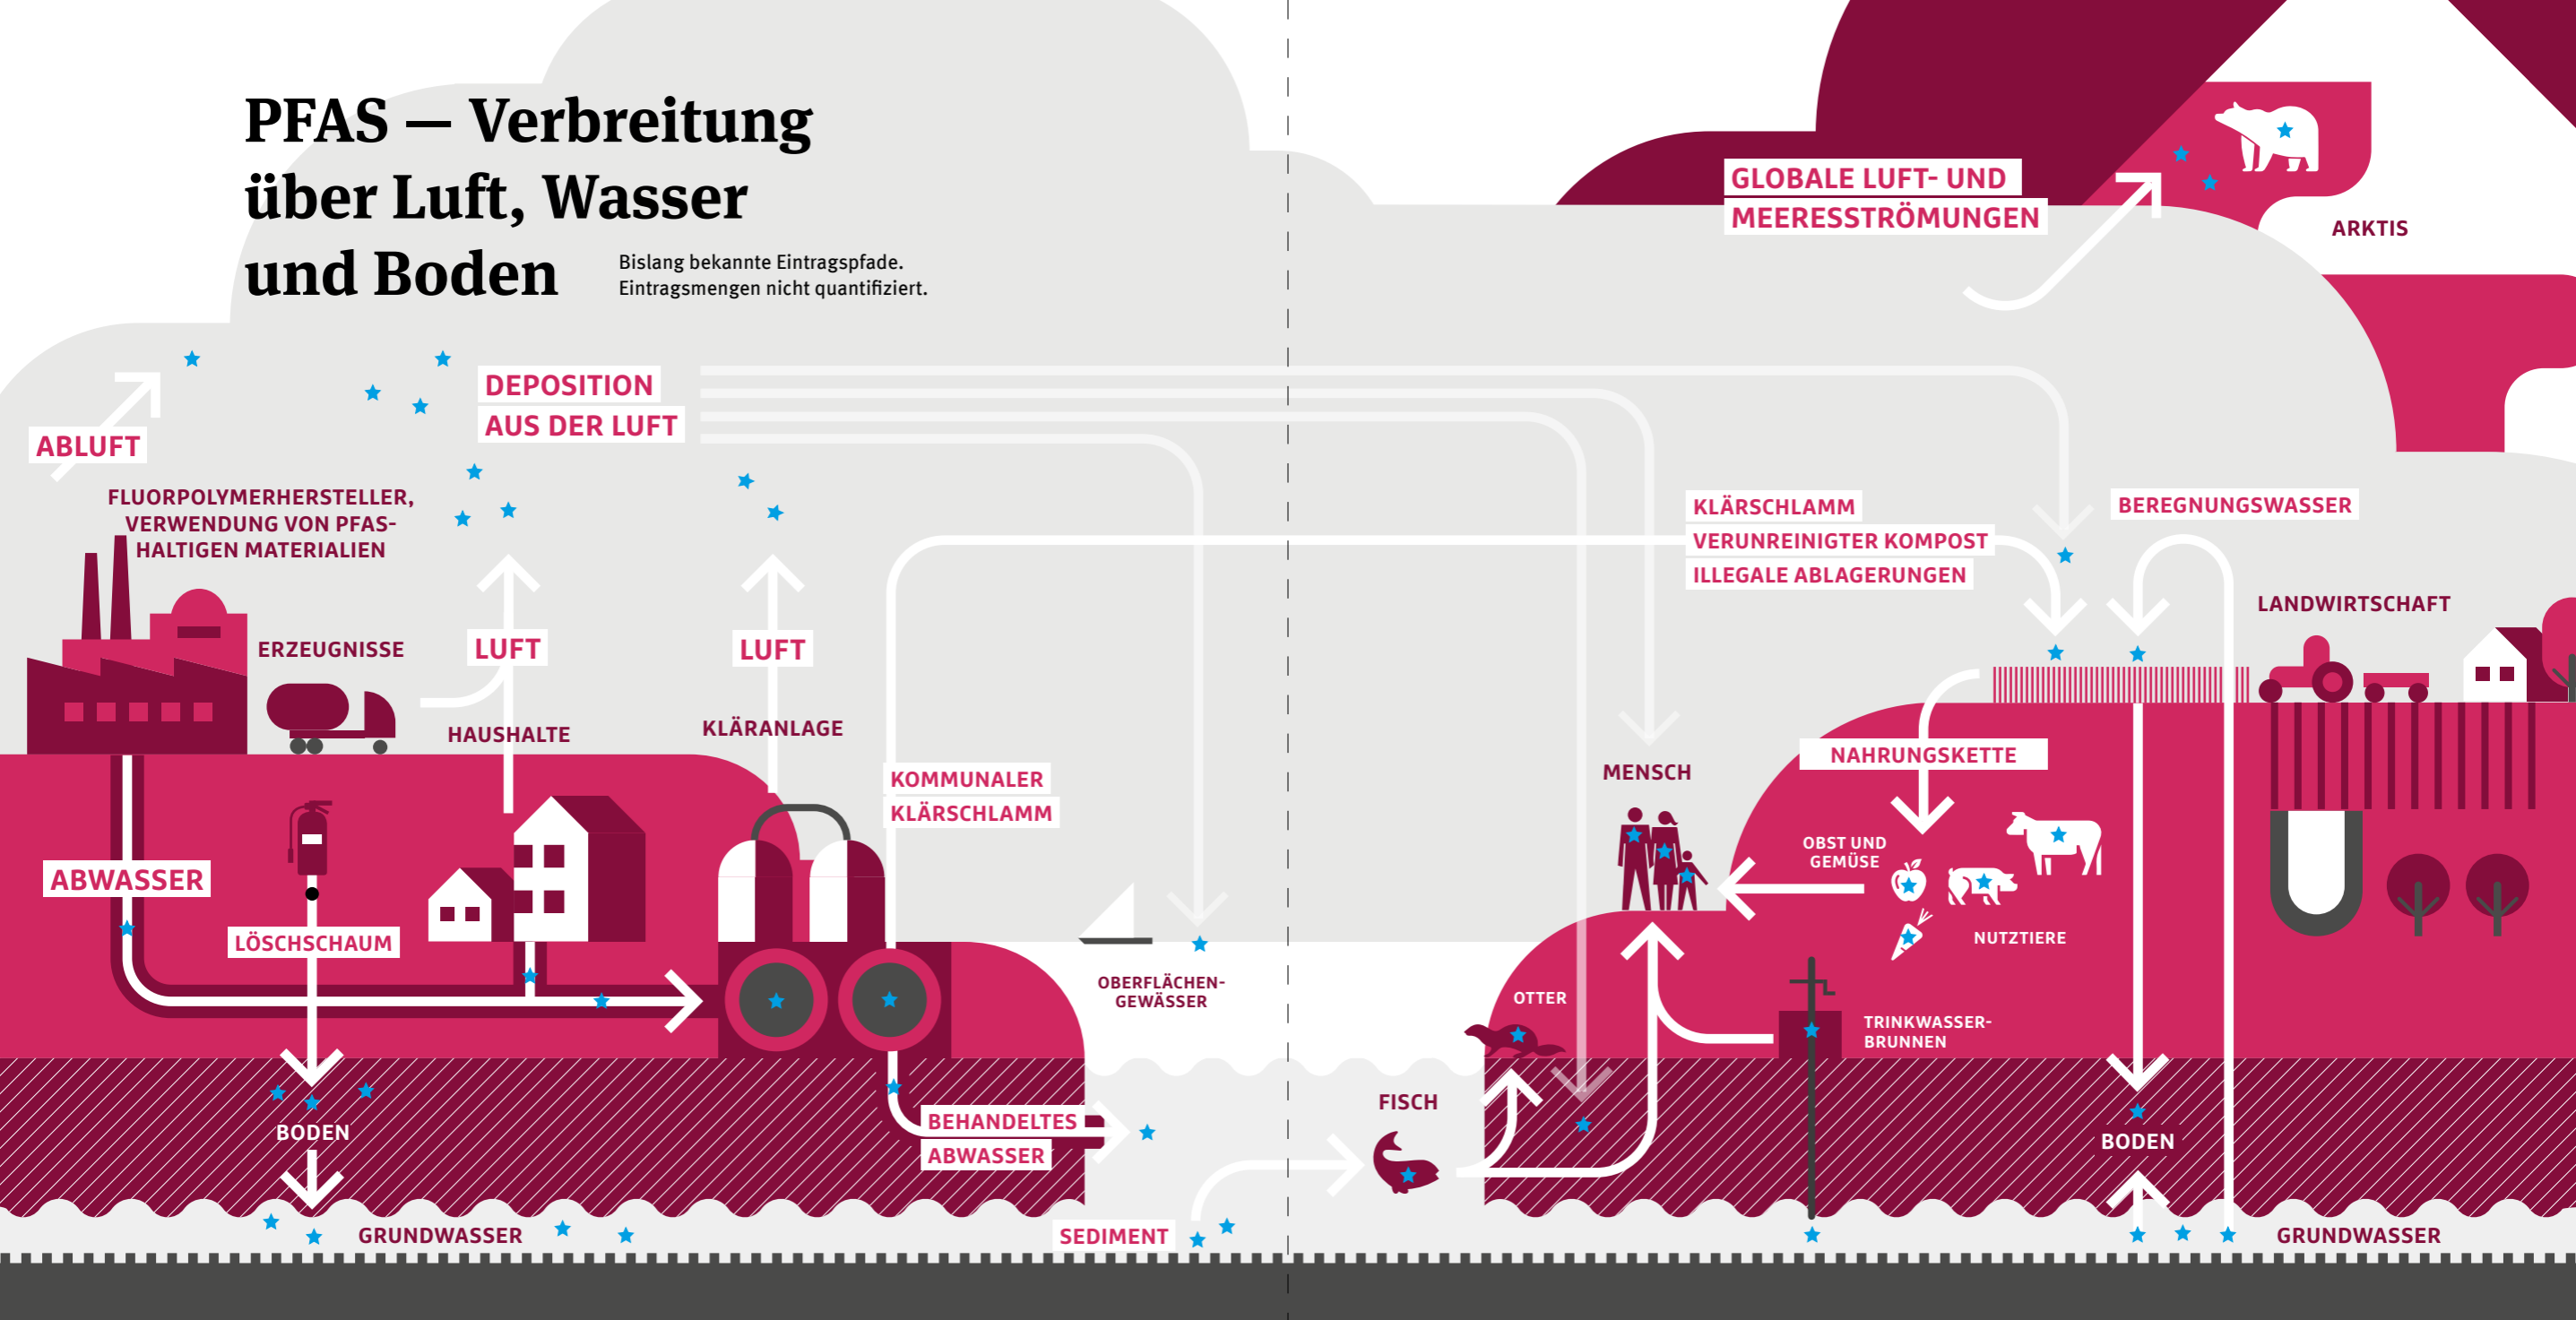 PFAS — Verbreitung
über Luft, Wasser
und Boden
Bislang bekannte Eintragspfade.
Eintragsmengen nicht quantifiziert.
GLOBALE LUFT- UND
MEERESSTRÖMUNGEN
ARKTIS
DEPOSITION
AUS DER LUFT
ABLUFT
FLUORPOLYMERHERSTELLER,
VERWENDUNG VON PFAS-
HALTIGEN MATERIALIEN
ERZEUGNISSE
LUFT
HAUSHALTE
LUFT
KLÄRANLAGE
KOMMUNALER
KLÄRSCHLAMM
ABWASSER
LÖSCHSCHAUM
BODEN
GRUNDWASSER
BEHANDELTES
ABWASSER
OBERFLÄCHEN-
GEWÄSSER
SEDIMENT
KLÄRSCHLAMM
VERUNREINIGTER KOMPOST
ILLEGALE ABLAGERUNGEN
BEREGNUNGSWASSER
LANDWIRTSCHAFT
NAHRUNGSKETTE
MENSCH
OBST UND
GEMÜSE
NUTZTIERE
OTTER
TRINKWASSER-
BRUNNEN
FISCH
BODEN
GRUNDWASSER